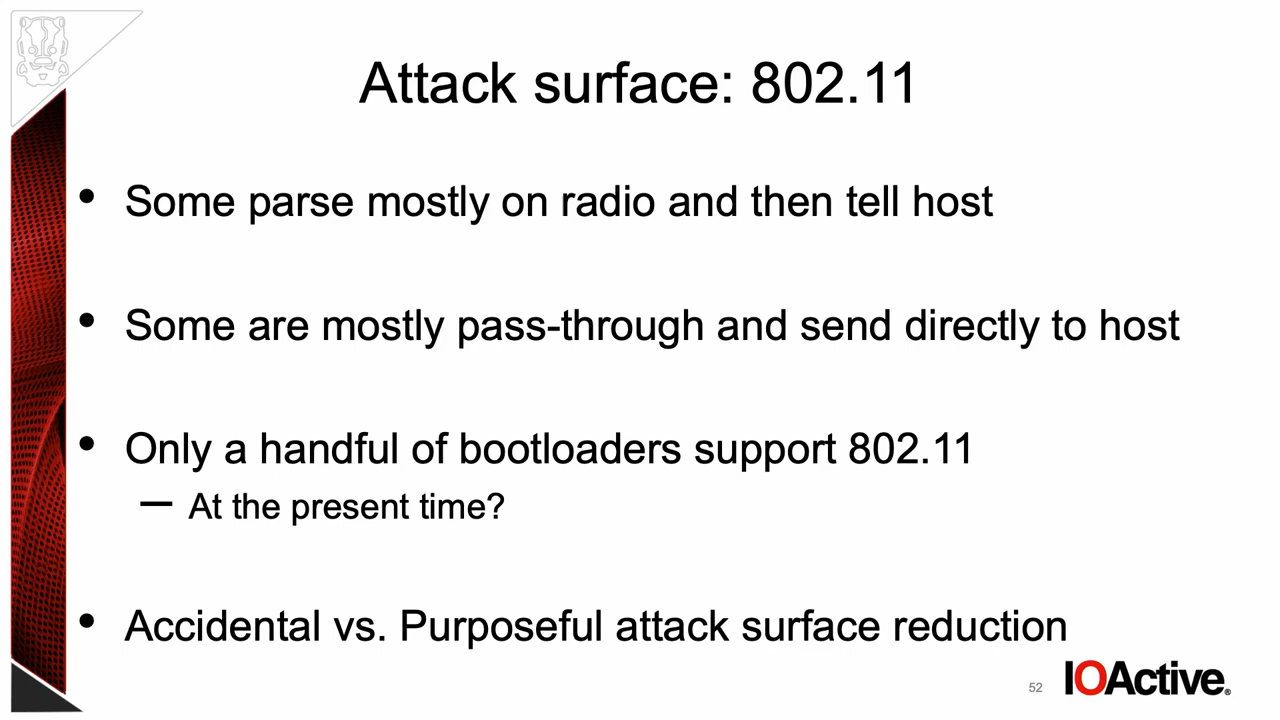 Attack surface: 802.11
• Some parse mostly on radio and then tell host
• Some are mostly pass-through and send directly to host
• Only a handful of bootloaders support 802.11
– At the present time?
• Accidental vs. Purposeful attack surface reduction
52
IOActive®